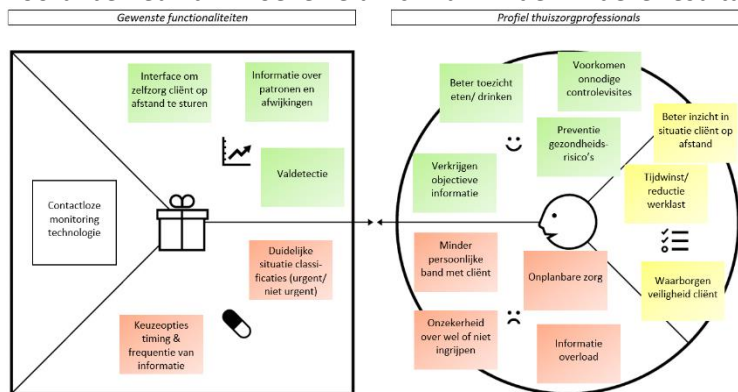 Gewenste functionaliteiten
Profiel thuiszorgprofessionals
Interface om
zelfzorg cliënt op
afstand te sturen
Informatie over
patronen en
afwijkingen
Valdetectie
Contactloze
monitoring
technologie
Duidelijke
situatie classi-
ficaties (urgent/
niet urgent)
Keuzeopties
timing &
frequentie van
informatie
Beter toezicht
eten/ drinken
Voorkomen
onnodige
controlevisites
Beter inzicht in
situatie cliënt op
afstand
Preventie
gezondheids-
risico's
Verkrijgen
objectieve
informatie
Tijdwinst/
reductie
werklast
Minder
persoonlijke
band met cliënt
Onplanbare zorg
Waarborgen
veiligheid cliënt
Onzekerheid
over wel of niet
ingrijpen
Informatie
overload